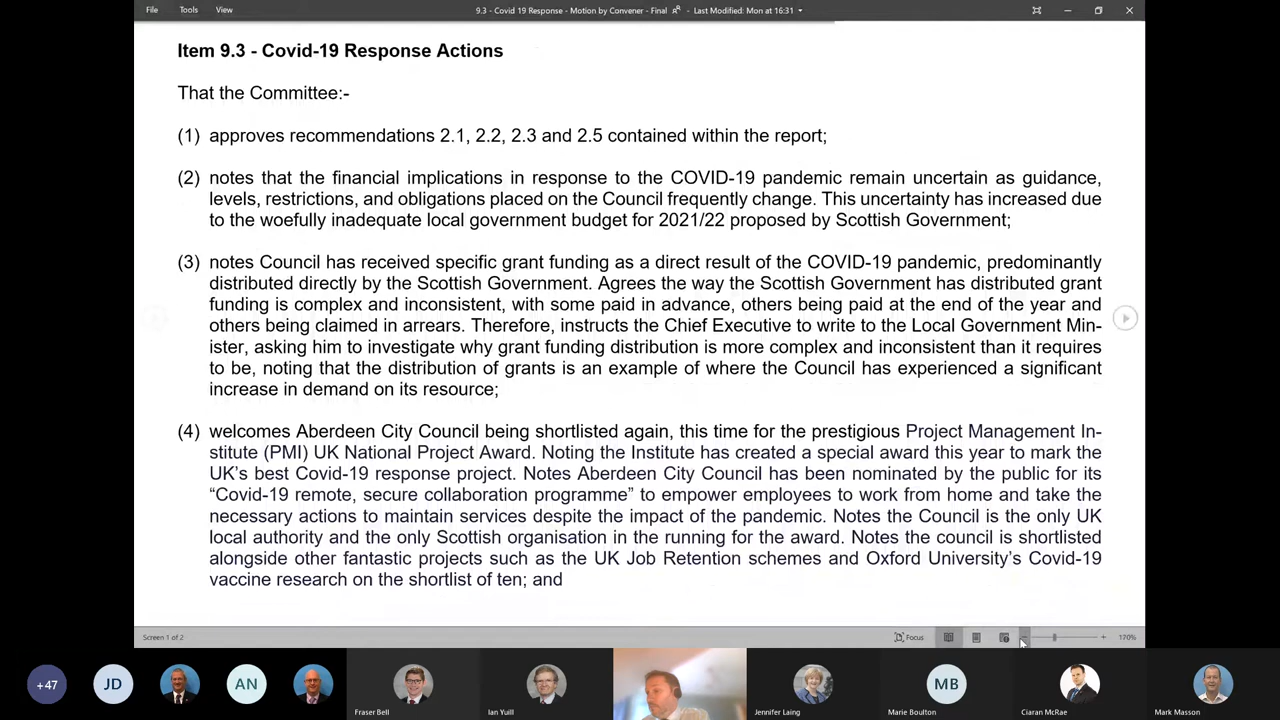 File Tools View 9.3 - Covid 19 Response - Motion by Convener - Final - Last Modified: Mon at 16:31
Item 9.3 - Covid-19 Response Actions
That the Committee:-
(1) approves recommendations 2.1, 2.2, 2.3 and 2.5 contained within the report;
(2) notes that the financial implications in response to the COVID-19 pandemic remain uncertain as guidance,
levels, restrictions, and obligations placed on the Council frequently change. This uncertainty has increased due
to the woefully inadequate local government budget for 2021/22 proposed by Scottish Government;
(3) notes Council has received specific grant funding as a direct result of the COVID-19 pandemic, predominantly
distributed directly by the Scottish Government. Agrees the way the Scottish Government has distributed grant
funding is complex and inconsistent, with some paid in advance, others being paid at the end of the year and
others being claimed in arrears. Therefore, instructs the Chief Executive to write to the Local Government Min-
ister, asking him to investigate why grant funding distribution is more complex and inconsistent than it requires
to be, noting that the distribution of grants is an example of where the Council has experienced a significant
increase in demand on its resource;
(4) welcomes Aberdeen City Council being shortlisted again, this time for the prestigious Project Management In-
stitute (PMI) UK National Project Award. Noting the Institute has created a special award this year to mark the
UK's best Covid-19 response project. Notes Aberdeen City Council has been nominated by the public for its
“Covid-19 remote, secure collaboration programme” to empower employees to work from home and take the
necessary actions to maintain services despite the impact of the pandemic. Notes the Council is the only UK
local authority and the only Scottish organisation in the running for the award. Notes the council is shortlisted
alongside other fantastic projects such as the UK Job Retention schemes and Oxford University's Covid-19
vaccine research on the shortlist of ten; and
Screen 1 of 2 Focus 170%
+47 JD AN MB
Fraser Bell Ian Yuill Jennifer Laing Marie Boulton Ciaran McRae Mark Masson